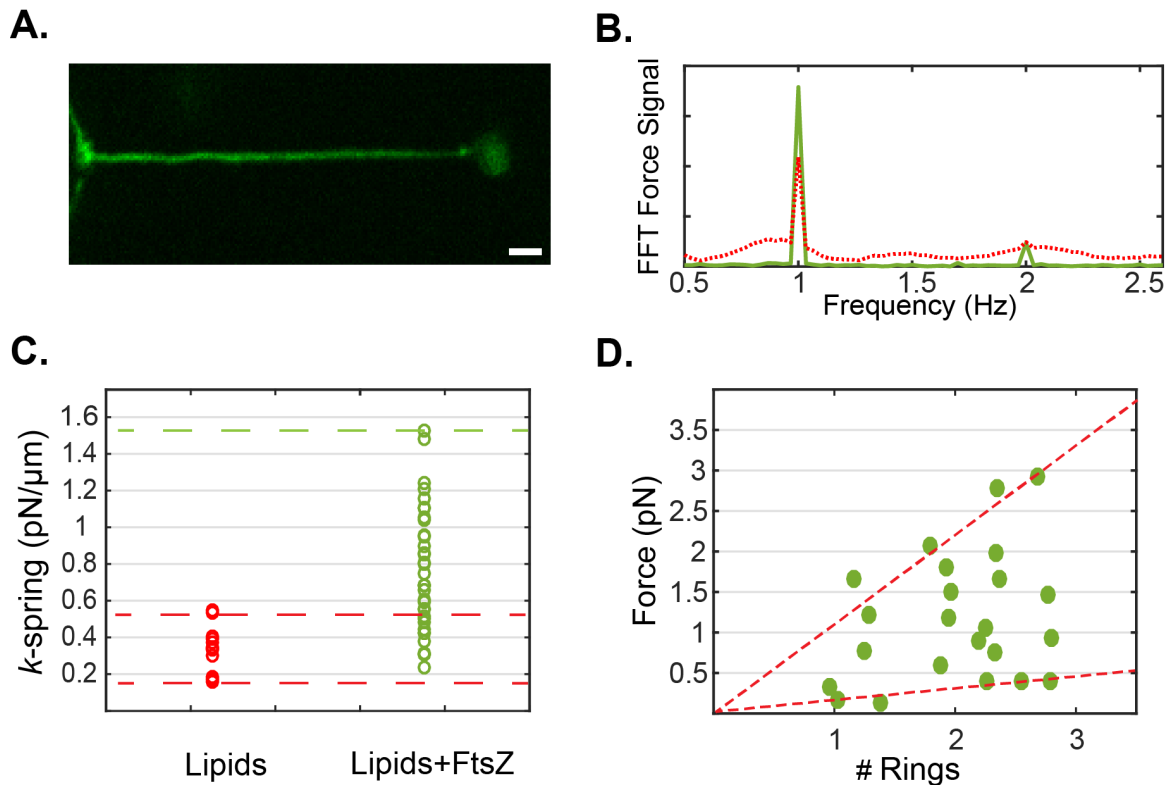 A.
B.
FFT Force Signal
0.5
1
1.5
2
2.5
Frequency (Hz)
C.
k-spring (pN/μm)
1.6
1.4
1.2
1
0.8
0.6
0.4
0.2
Lipids
Lipids+FtsZ
D.
Force (pN)
3.5
3
2.5
2
1.5
1
0.5
1
2
3
# Rings